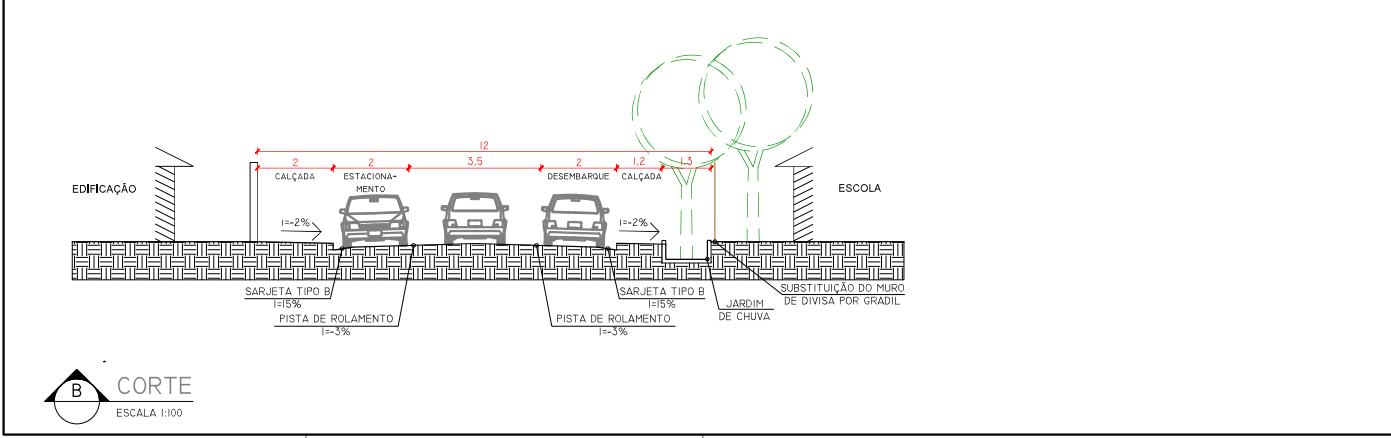 12
2
2
3.5
2
1.2
1.3
CALÇADA
ESTACIONA-
MENTO
DESEMBARQUE
CALÇADA
EDIFICAÇÃO
ESCOLA
I=-2%
I=-2%
SARJETA TIPO B
I=15%
PISTA DE ROLAMENTO
I=-3%
SARJETA TIPO B
I=15%
PISTA DE ROLAMENTO
I=-3%
JARDIM
DE CHUVA
SUBSTITUIÇÃO DO MURO
DE DIVISA POR GRADIL
B
CORTE
ESCALA 1:100